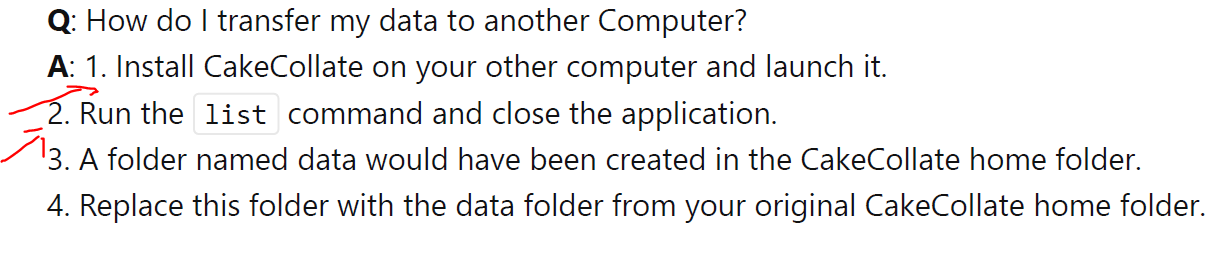 Q: How do I transfer my data to another Computer?
A: 1. Install CakeCollate on your other computer and launch it.
2. Run the list command and close the application.
3. A folder named data would have been created in the CakeCollate home folder.
4. Replace this folder with the data folder from your original CakeCollate home folder.